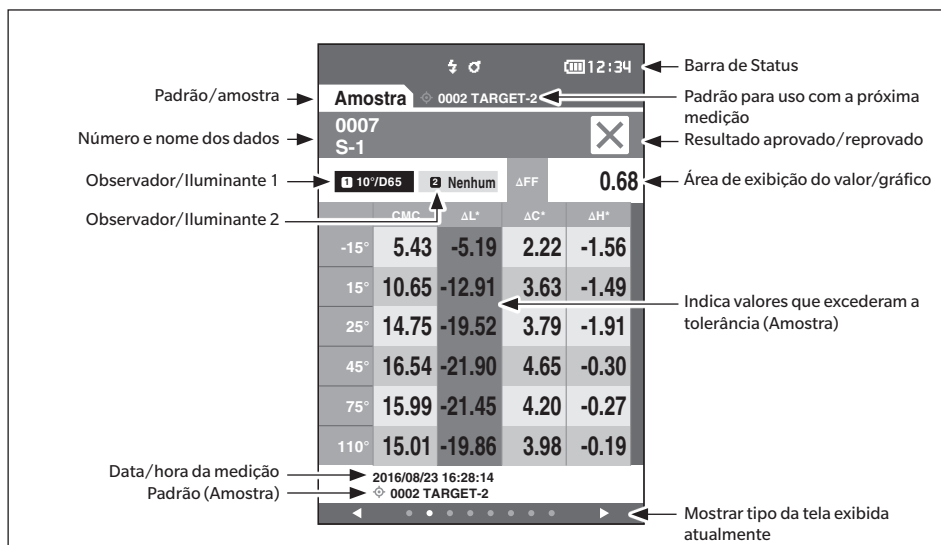 12:34
Barra de Status
Padrão/amostra
Amostra
0002 TARGET-2
Padrão para uso com a próxima
medição
Número e nome dos dados
0007
S-1
Resultado aprovado/reprovado
Observador/Iluminante 1
1 10°/D65
2 Nenhum
ΔFF
0.68
Área de exibição do valor/gráfico
Observador/Iluminante 2
CMC ΔL* ΔC* ΔH*
-15° 5.43 -5.19 2.22 -1.56
15° 10.65 -12.91 3.63 -1.49
Indica valores que excederam a
tolerância (Amostra)
25° 14.75 -19.52 3.79 -1.91
45° 16.54 -21.90 4.65 -0.30
75° 15.99 -21.45 4.20 -0.27
110° 15.01 -19.86 3.98 -0.19
Data/hora da medição
2016/08/23 16:28:14
Padrão (Amostra)
0002 TARGET-2
Mostrar tipo da tela exibida
atualmente